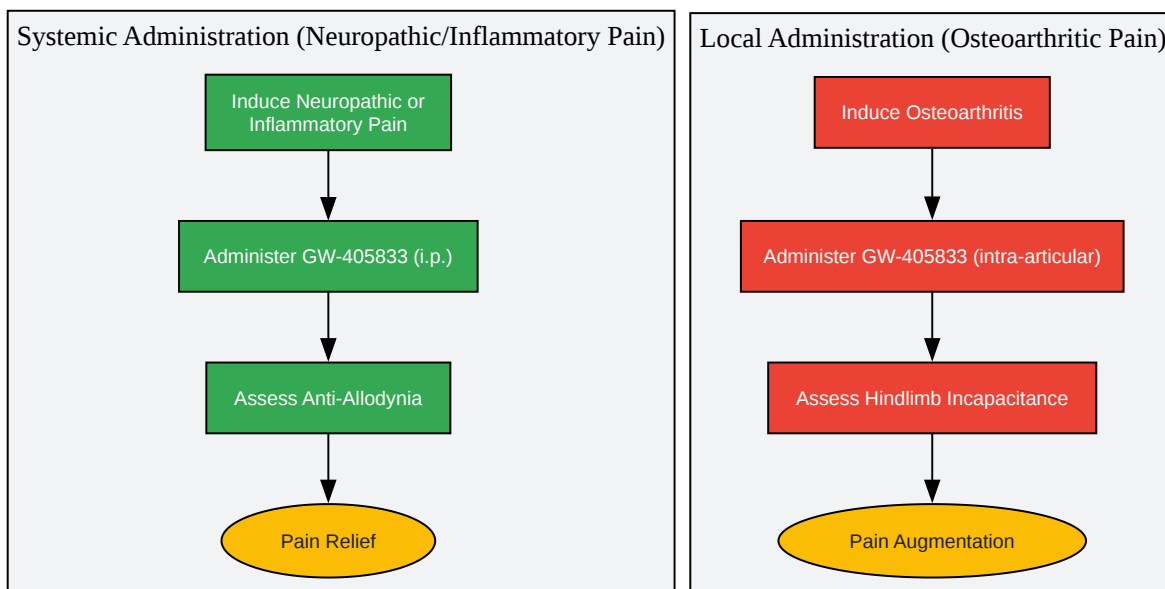 Systemic Administration (Neuropathic/Inflammatory Pain)
Induce Neuropathic or
Inflammatory Pain
Administer GW-405833 (i.p.)
Assess Anti-Allodynia
Pain Relief
Local Administration (Osteoarthritic Pain)
Induce Osteoarthritis
Administer GW-405833 (intra-articular)
Assess Hindlimb Incapacitance
Pain Augmentation